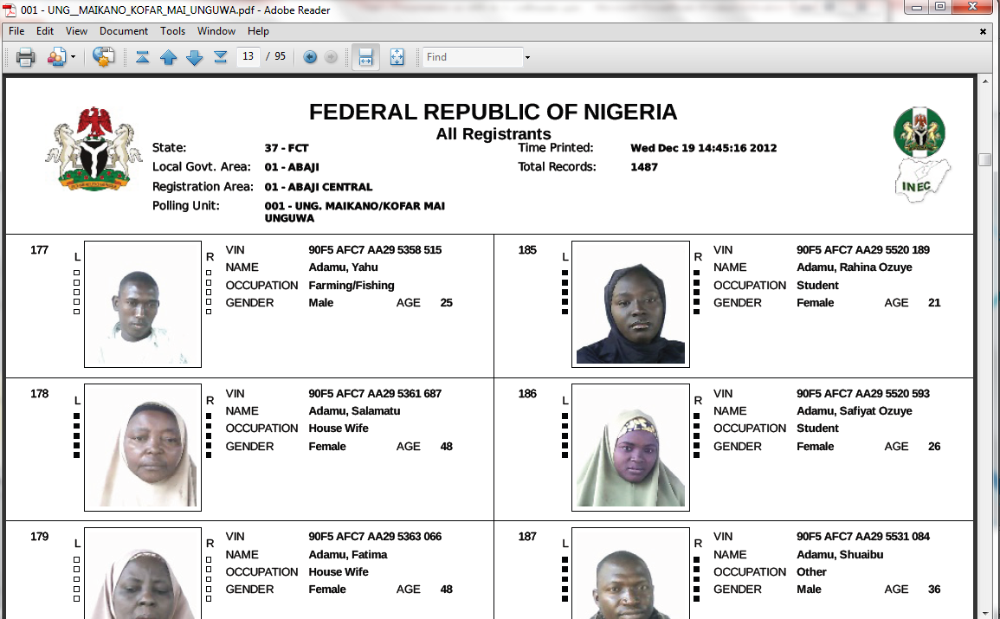 001 - UNG__MAIKANO_KOFAR_MAI_UNGUWA.pdf - Adobe Reader
File Edit View Document Tools Window Help
13 / 95 Find
FEDERAL REPUBLIC OF NIGERIA
All Registrants
State: 37 - FCT
Time Printed: Wed Dec 19 14:45:16 2012
Local Govt. Area: 01 - ABAJI
Total Records: 1487
Registration Area: 01 - ABAJI CENTRAL
Polling Unit: 001 - UNG. MAIKANO/KOFAR MAI
UNGUWA
INEC
177
L R
VIN 90F5 AFC7 AA29 5358 515
NAME Adamu, Yahu
OCCUPATION Farming/Fishing
GENDER Male AGE 25
185
L R
VIN 90F5 AFC7 AA29 5520 189
NAME Adamu, Rahina Ozuye
OCCUPATION Student
GENDER Female AGE 21
178
L R
VIN 90F5 AFC7 AA29 5361 687
NAME Adamu, Salamatu
OCCUPATION House Wife
GENDER Female AGE 48
186
L R
VIN 90F5 AFC7 AA29 5520 593
NAME Adamu, Safiyat Ozuye
OCCUPATION Student
GENDER Female AGE 26
179
L R
VIN 90F5 AFC7 AA29 5363 066
NAME Adamu, Fatima
OCCUPATION House Wife
GENDER Female AGE 48
187
L R
VIN 90F5 AFC7 AA29 5531 084
NAME Adamu, Shuaibu
OCCUPATION Other
GENDER Male AGE 36